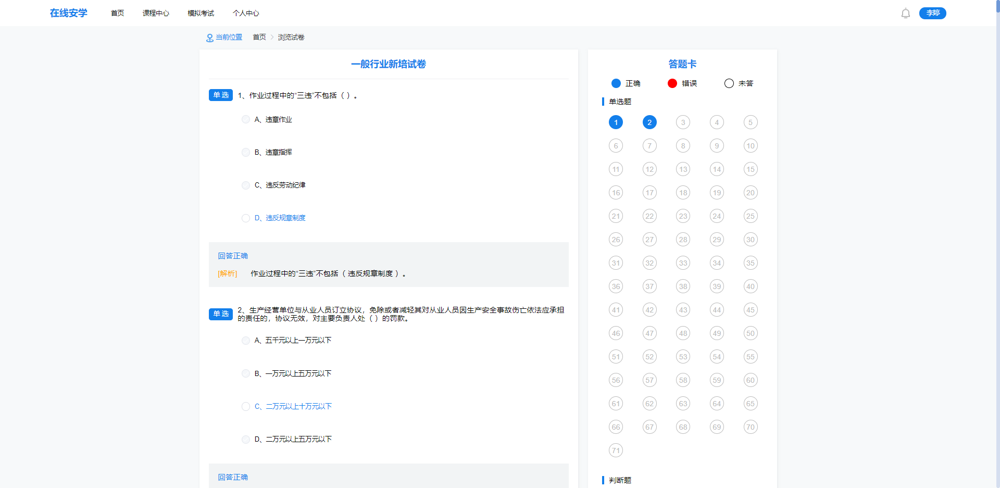 在线安学
首页
课程中心
模拟考试
个人中心
李婷
当前位置
首页
浏览试卷
一般行业新培试卷
单 选
1、作业过程中的“三违”不包括（ ）。
A、违章作业
B、违章指挥
C、违反劳动纪律
D、违反规章制度
回答正确
[解析]
作业过程中的“三违”不包括（ 违反规章制度 ）。
单 选
2、生产经营单位与从业人员订立协议，免除或者减轻其对从业人员因生产安全事故伤亡依法应承担
的责任的，协议无效，对主要负责人处（ ）的罚款。
A、五千元以上一万元以下
B、一万元以上五万元以下
C、二万元以上十万元以下
D、二万元以上五万元以下
回答正确
答题卡
正确
错误
未答
单选题
1 2 3 4 5
6 7 8 9 10
11 12 13 14 15
16 17 18 19 20
21 22 23 24 25
26 27 28 29 30
31 32 33 34 35
36 37 38 39 40
41 42 43 44 45
46 47 48 49 50
51 52 53 54 55
56 57 58 59 60
61 62 63 64 65
66 67 68 69 70
71
判断题